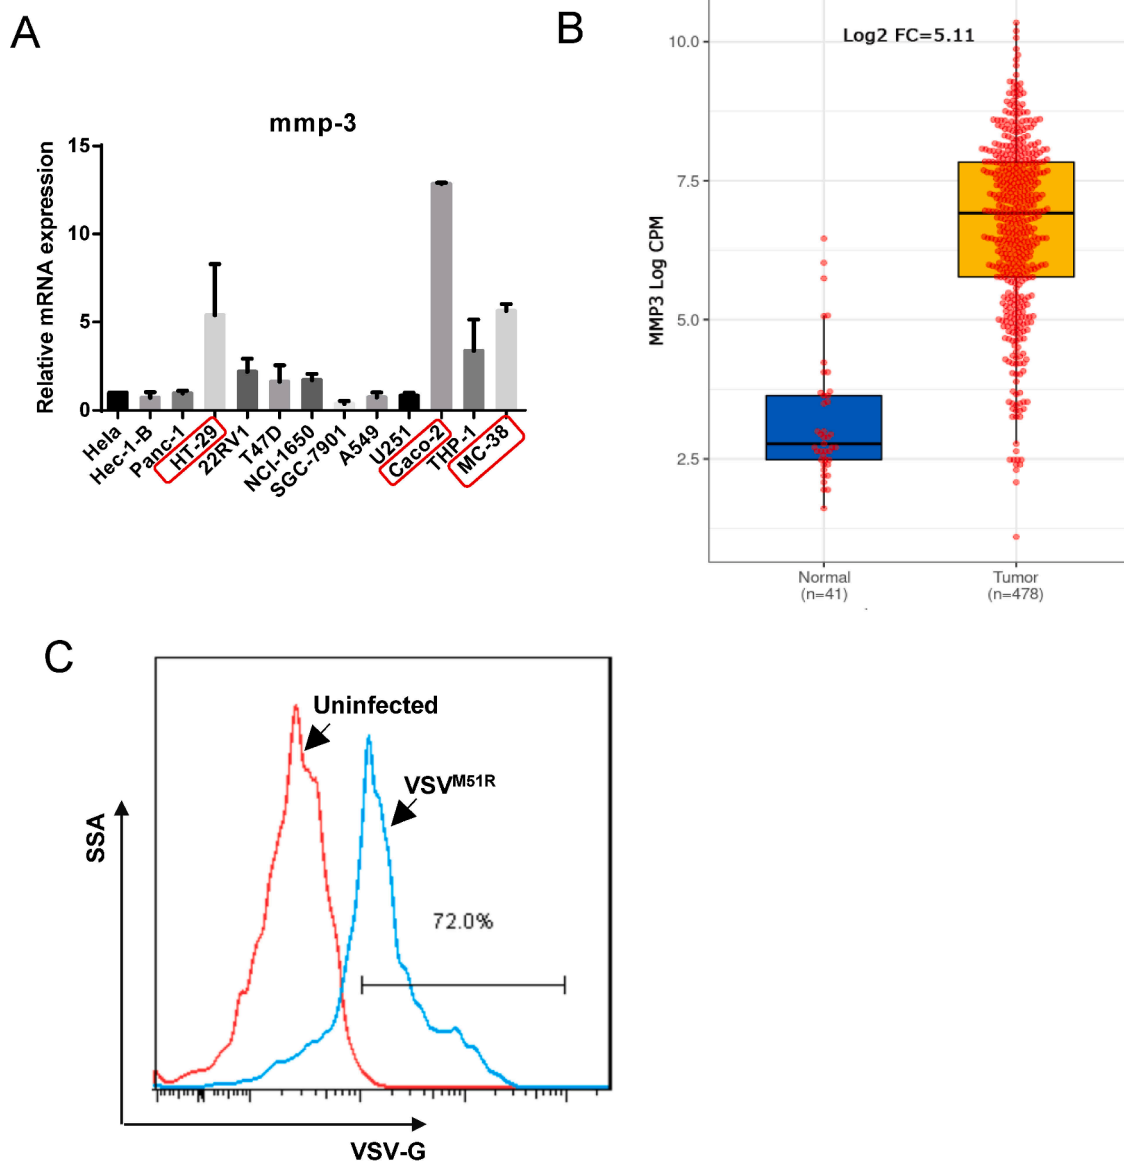 A
mmp-3
Relative mRNA expression
15
10
5
0
Hela
Hec-1-B
Panc-1
HT-29
22RV1
T47D
NCI-1650
SGC-7901
A549
U251
Caco-2
THP-1
MC-38
B
Log2 FC=5.11
MMP3 Log CPM
10.0
7.5
5.0
2.5
Normal
(n=41)
Tumor
(n=478)
C
Uninfected
VSVM51R
72.0%
SSA
VSV-G